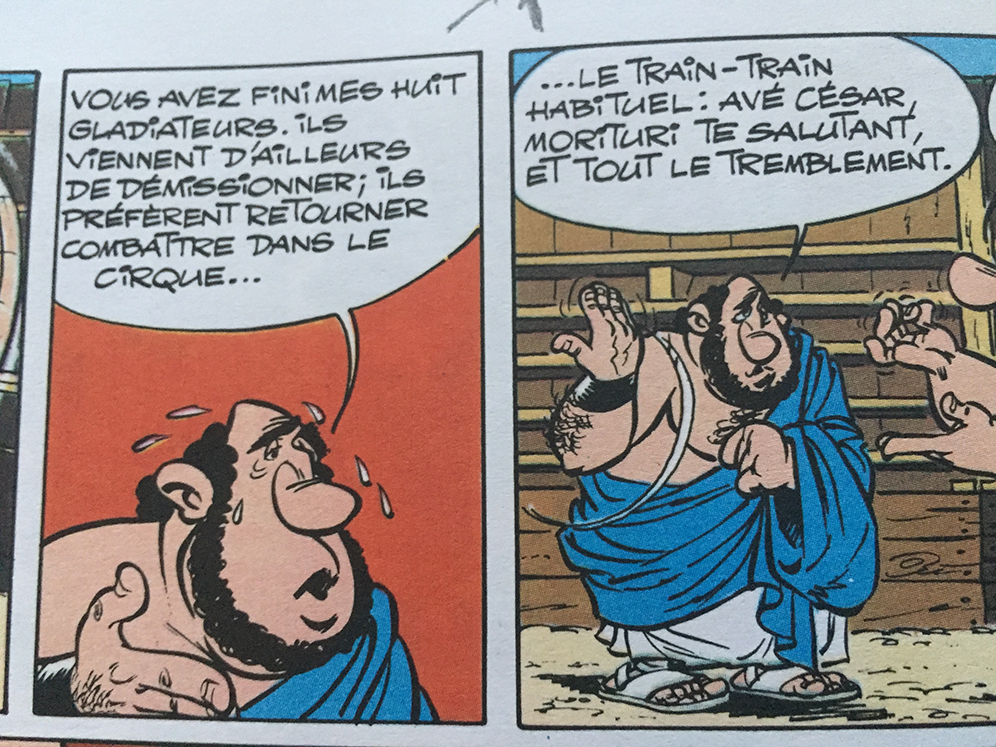 VOUS AVEZ FINI MES HUIT
GLADIATEURS. ILS
VIENNENT D'AILLEURS
DE DÉMISSIONNER; ILS
PRÉFÈRENT RETOURNER
COMBATTRE DANS LE
CIRQUE...
...LE TRAIN-TRAIN
HABITUEL: AVÉ CÉSAR,
MORITURI TE SALUTANT,
ET TOUT LE TREMBLEMENT.